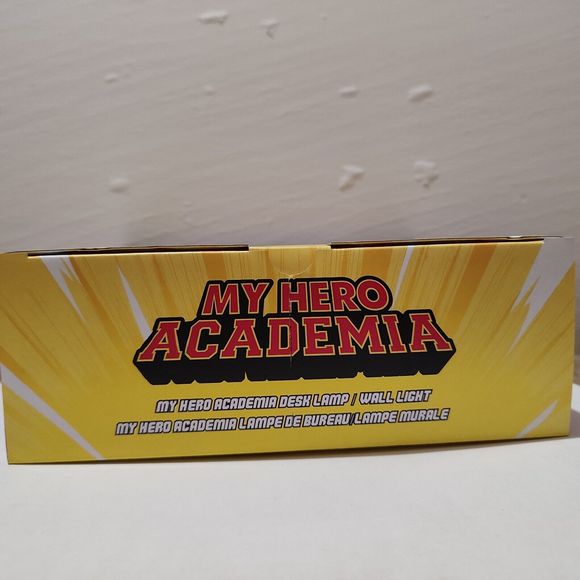 MY HERO
ACADEMIA
MY HERO ACADEMIA DESK LAMP / WALL LIGHT
MY HERO ACADEMIA LAMPE DE BUREAU/LAMPE MURALE